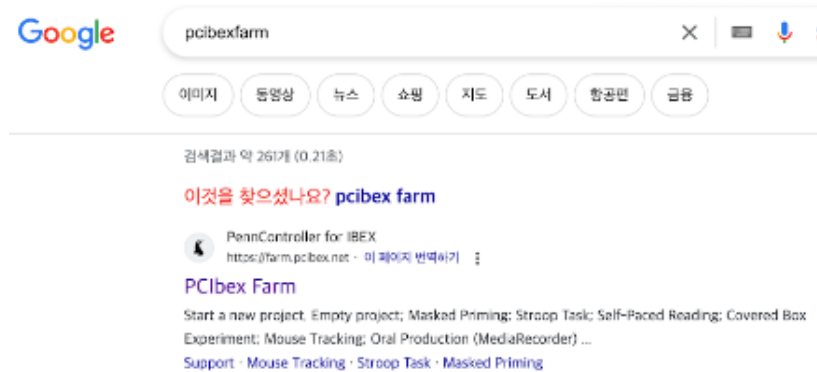 Google pcibexfarm
이미지 동영상 뉴스 쇼핑 지도 도서 항공편 금융
검색결과 약 261개 (0.21초)
이것을 찾으셨나요? pcibex farm
PennController for IBEX
https://farm.pcibex.net · 이 페이지 번역하기
PCIbex Farm
Start a new project, Empty project; Masked Priming; Stroop Task; Self-Paced Reading; Covered Box
Experiment; Mouse Tracking; Oral Production (MediaRecorder) ...
Support · Mouse Tracking · Stroop Task · Masked Priming